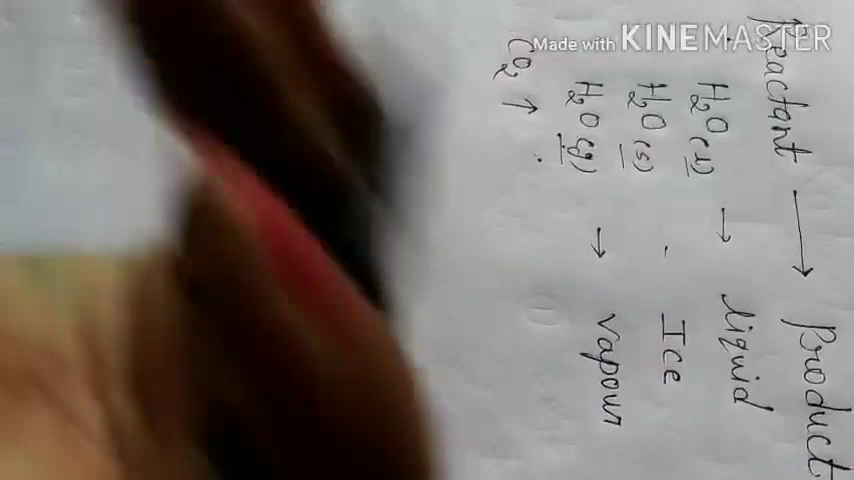 Made with KINEMASTER
Reactant → Product
H₂O (l) → liquid
H₂O (s) - Ice
H₂O (g) → vapour
CO₂ ↑